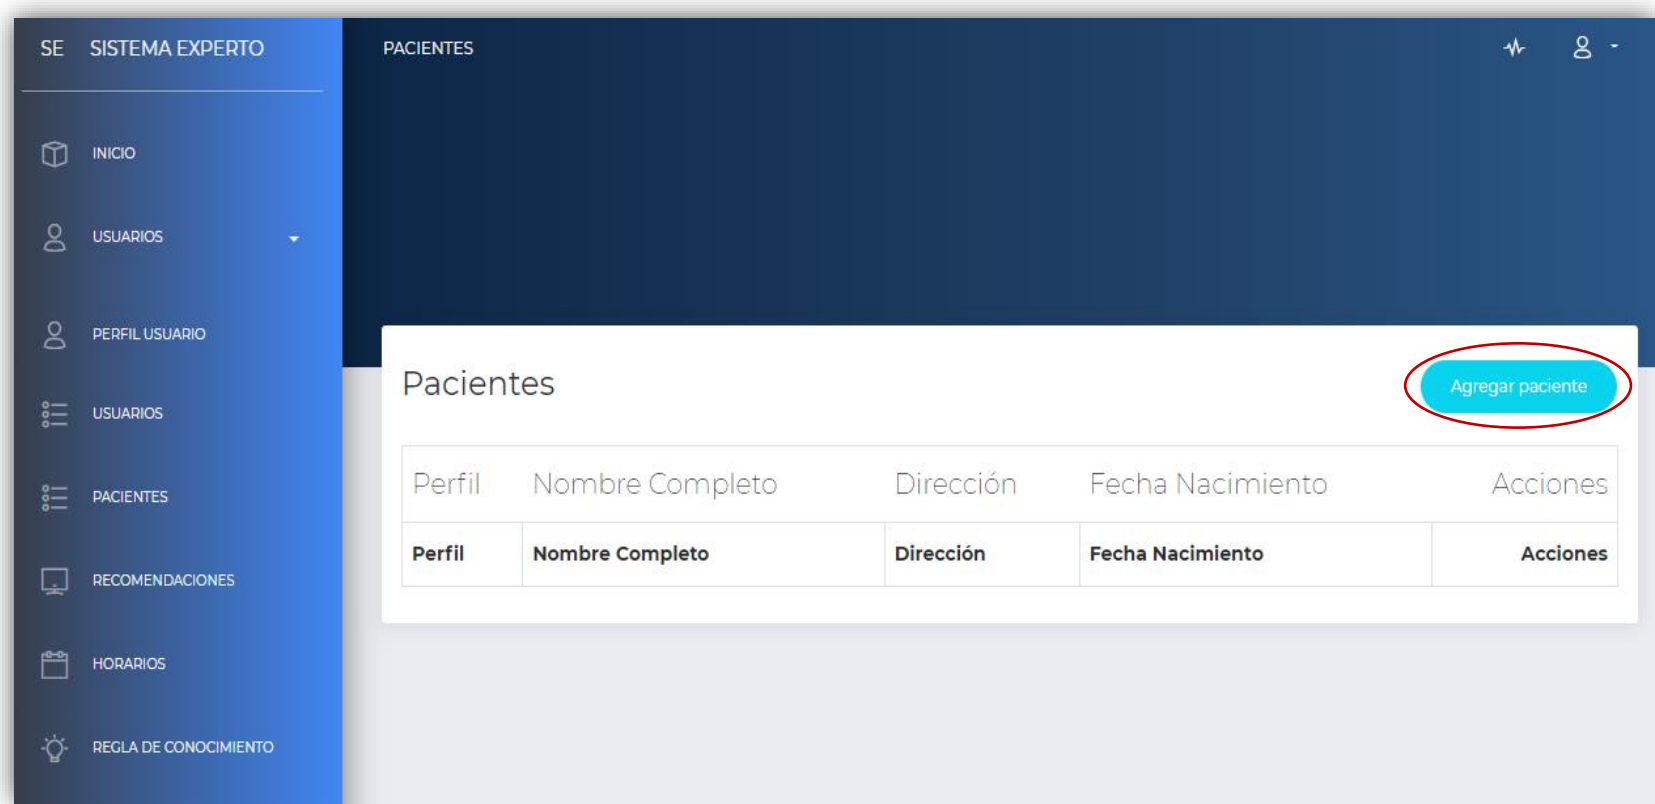 SE SISTEMA EXPERTO
INICIO
USUARIOS
PERFIL USUARIO
USUARIOS
PACIENTES
RECOMENDACIONES
HORARIOS
REGLA DE CONOCIMIENTO
PACIENTES
Pacientes
Agregar paciente
Perfil Nombre Completo Dirección Fecha Nacimiento Acciones
Perfil Nombre Completo Dirección Fecha Nacimiento Acciones